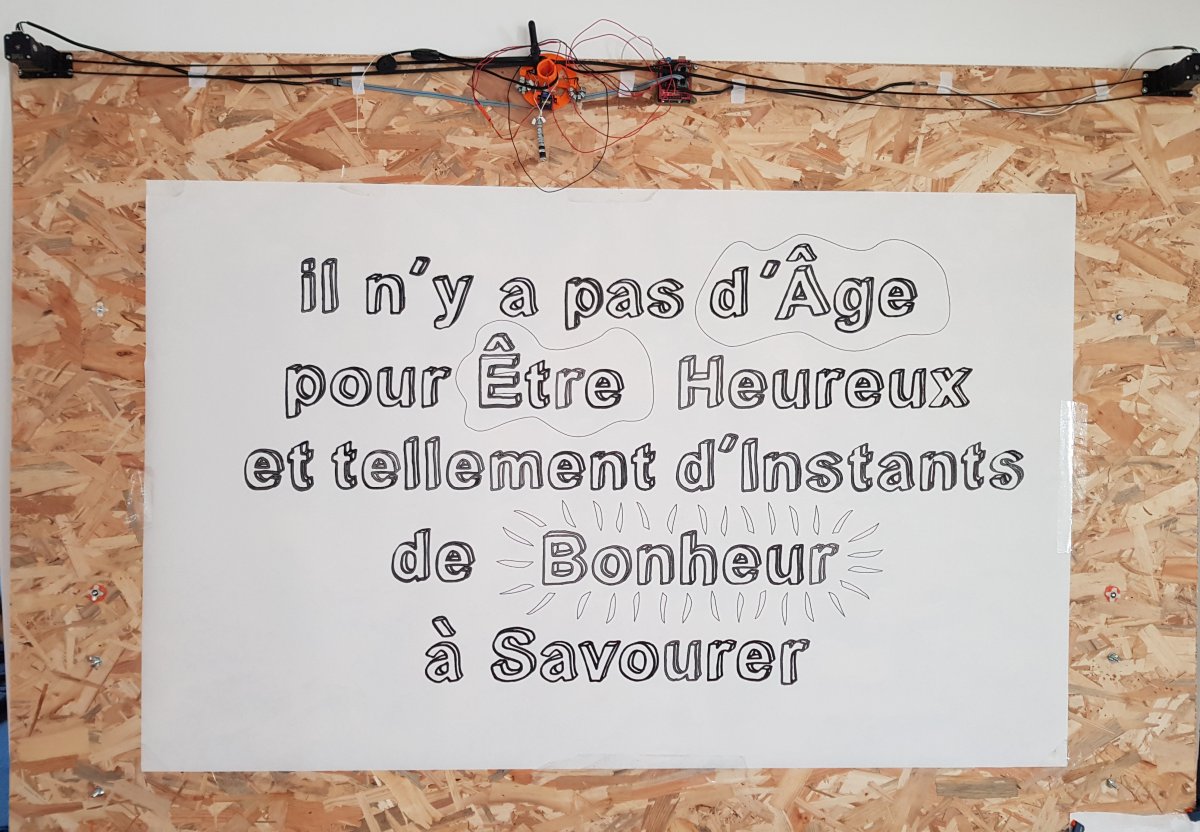 il n'y a pas d'Âge
pour Être Heureux
et tellement d'Instants
de Bonheur
à Savourer